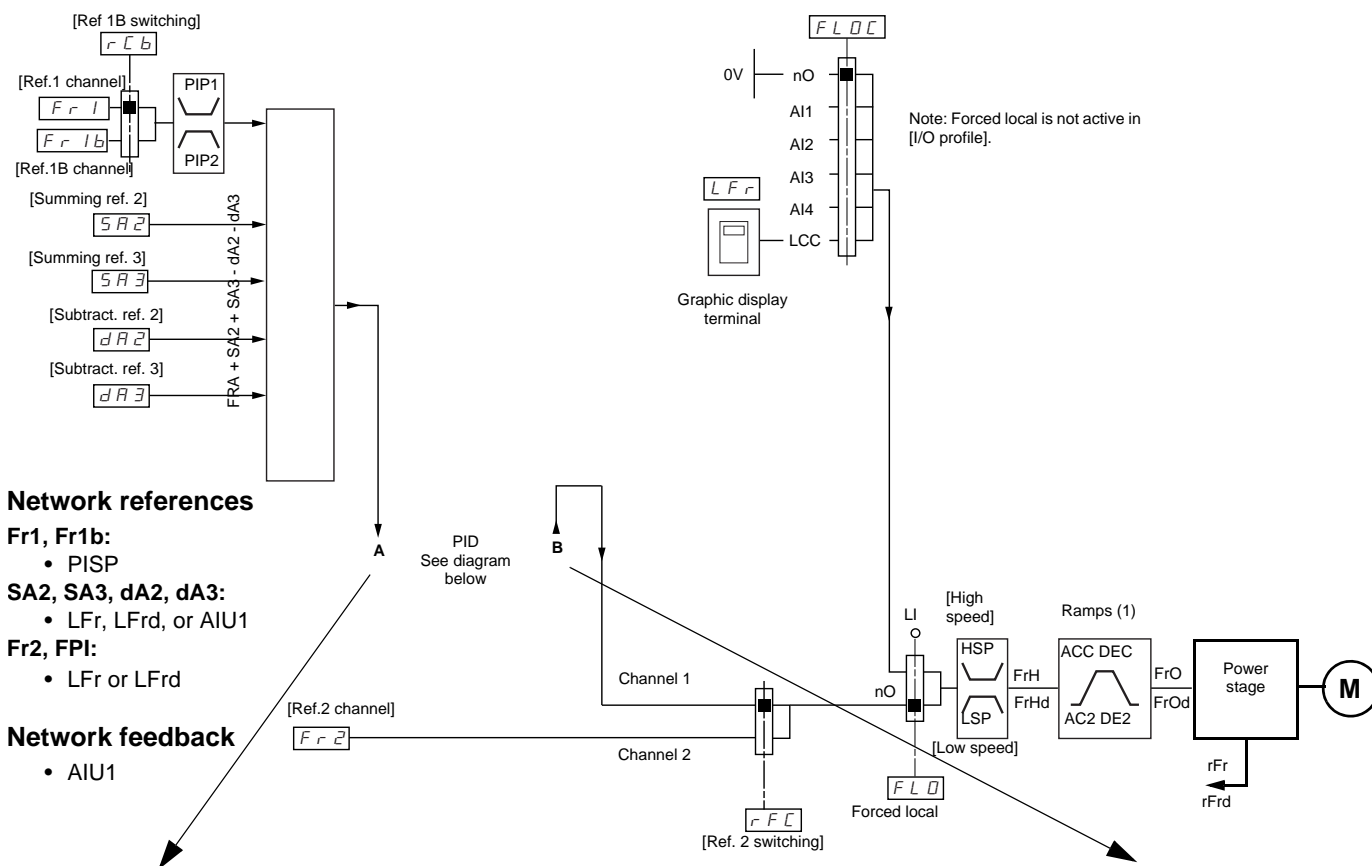 [Ref 1B switching]
rCb
[Ref.1 channel]
Fr1
Fr1b
[Ref.1B channel]
PIP1
PIP2
[Summing ref. 2]
SA2
[Summing ref. 3]
SA3
[Subtract. ref. 2]
dA2
[Subtract. ref. 3]
dA3
FRA + SA2 + SA3 - dA2 - dA3
FLOC
0V
nO
AI1
AI2
AI3
AI4
LCC
LFr
Graphic display
terminal
Note: Forced local is not active in
[I/O profile].
Network references
Fr1, Fr1b:
• PISP
SA2, SA3, dA2, dA3:
• LFr, LFrd, or AIU1
Fr2, FPI:
• LFr or LFrd
Network feedback
• AIU1
A
PID
See diagram
below
B
Channel 1
[Ref.2 channel]
Fr2
Channel 2
rFC
[Ref. 2 switching]
LI
nO
FLO
Forced local
[High
speed]
HSP
LSP
[Low speed]
FrH
FrHd
Ramps (1)
ACC DEC
AC2 DE2
FrO
FrOd
Power
stage
M
rFr
rFrd